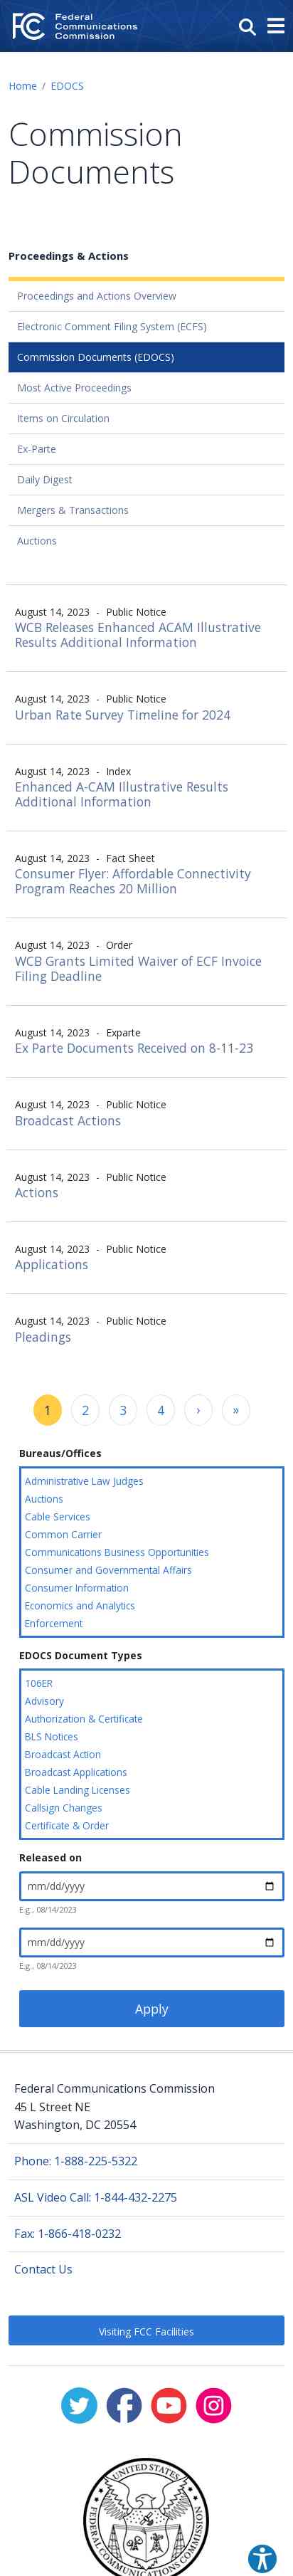 Federal
Communications
Commission
Home / EDOCS
Commission
Documents
Proceedings & Actions
Proceedings and Actions Overview
Electronic Comment Filing System (ECFS)
Commission Documents (EDOCS)
Most Active Proceedings
Items on Circulation
Ex-Parte
Daily Digest
Mergers & Transactions
Auctions
August 14, 2023 - Public Notice
WCB Releases Enhanced ACAM Illustrative
Results Additional Information
August 14, 2023 - Public Notice
Urban Rate Survey Timeline for 2024
August 14, 2023 - Index
Enhanced A-CAM Illustrative Results
Additional Information
August 14, 2023 - Fact Sheet
Consumer Flyer: Affordable Connectivity
Program Reaches 20 Million
August 14, 2023 - Order
WCB Grants Limited Waiver of ECF Invoice
Filing Deadline
August 14, 2023 - Exparte
Ex Parte Documents Received on 8-11-23
August 14, 2023 - Public Notice
Broadcast Actions
August 14, 2023 - Public Notice
Actions
August 14, 2023 - Public Notice
Applications
August 14, 2023 - Public Notice
Pleadings
1 2 3 4 › »
Bureaus/Offices
Administrative Law Judges
Auctions
Cable Services
Common Carrier
Communications Business Opportunities
Consumer and Governmental Affairs
Consumer Information
Economics and Analytics
Enforcement
EDOCS Document Types
106ER
Advisory
Authorization & Certificate
BLS Notices
Broadcast Action
Broadcast Applications
Cable Landing Licenses
Callsign Changes
Certificate & Order
Released on
mm/dd/yyyy
E.g., 08/14/2023
mm/dd/yyyy
E.g., 08/14/2023
Apply
Federal Communications Commission
45 L Street NE
Washington, DC 20554
Phone: 1-888-225-5322
ASL Video Call: 1-844-432-2275
Fax: 1-866-418-0232
Contact Us
Visiting FCC Facilities
UNITED STATES
FEDERAL COMMUNICATIONS COMMISSION